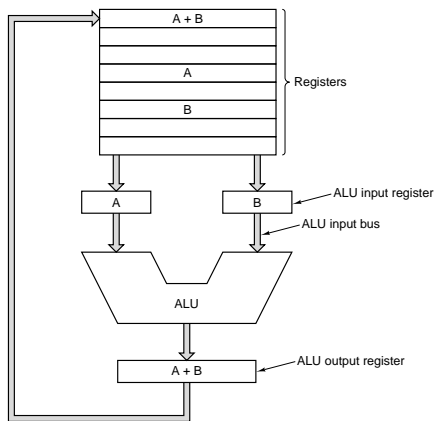 A + B
A
Registers
B
A
B
ALU input register
ALU input bus
ALU
A + B
ALU output register